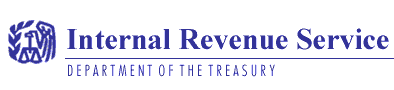 Internal Revenue Service
DEPARTMENT OF THE TREASURY